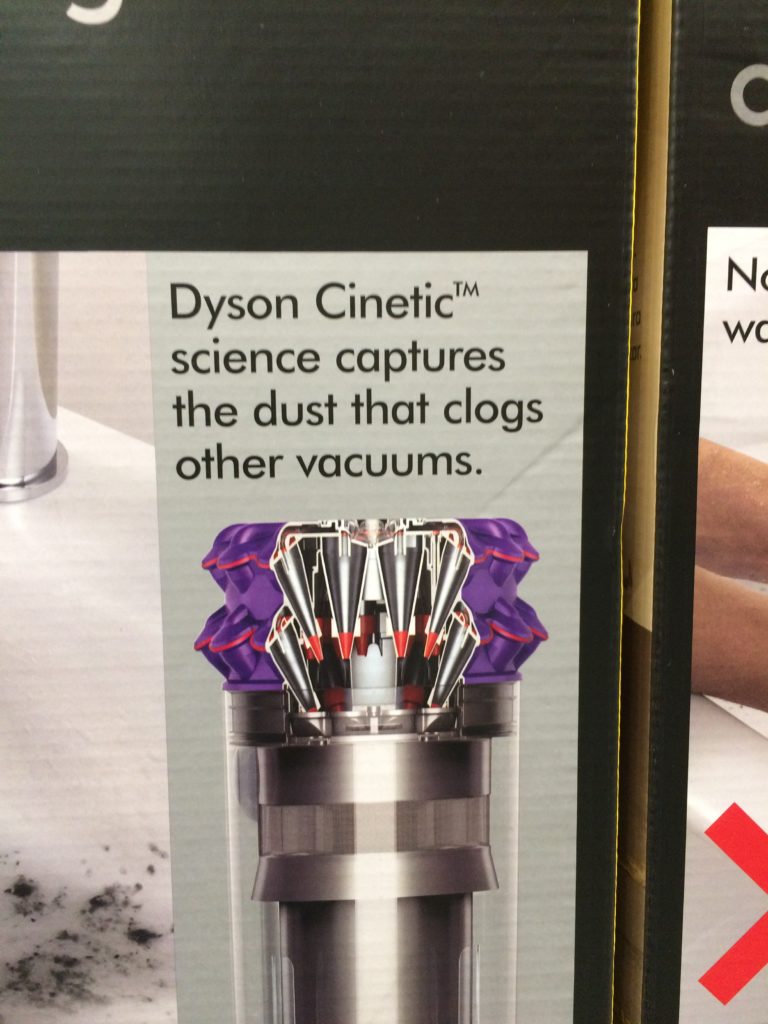 Dyson Cinetic™
science captures
the dust that clogs
other vacuums.